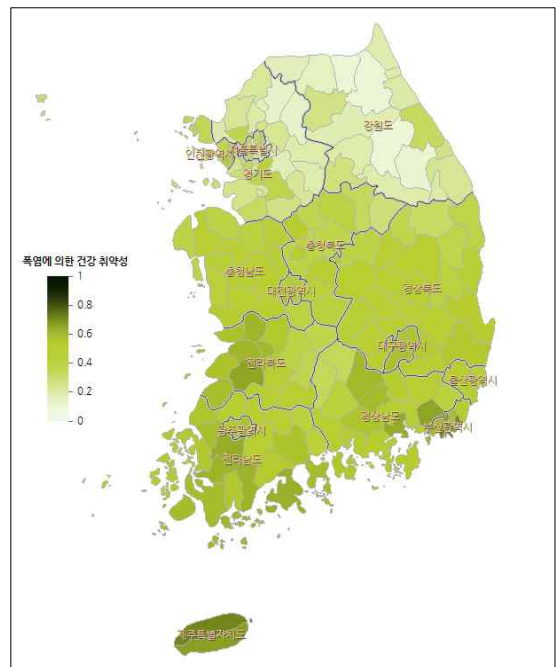 강원도
인천광역시
서울특별시
경기도
폭염에 의한 건강 취약성
1
0.8
0.6
0.4
0.2
0
충청북도
충청남도
대전광역시
경상북도
대구광역시
전라북도
울산광역시
경상남도
부산광역시
광주광역시
전라남도
제주특별자치도